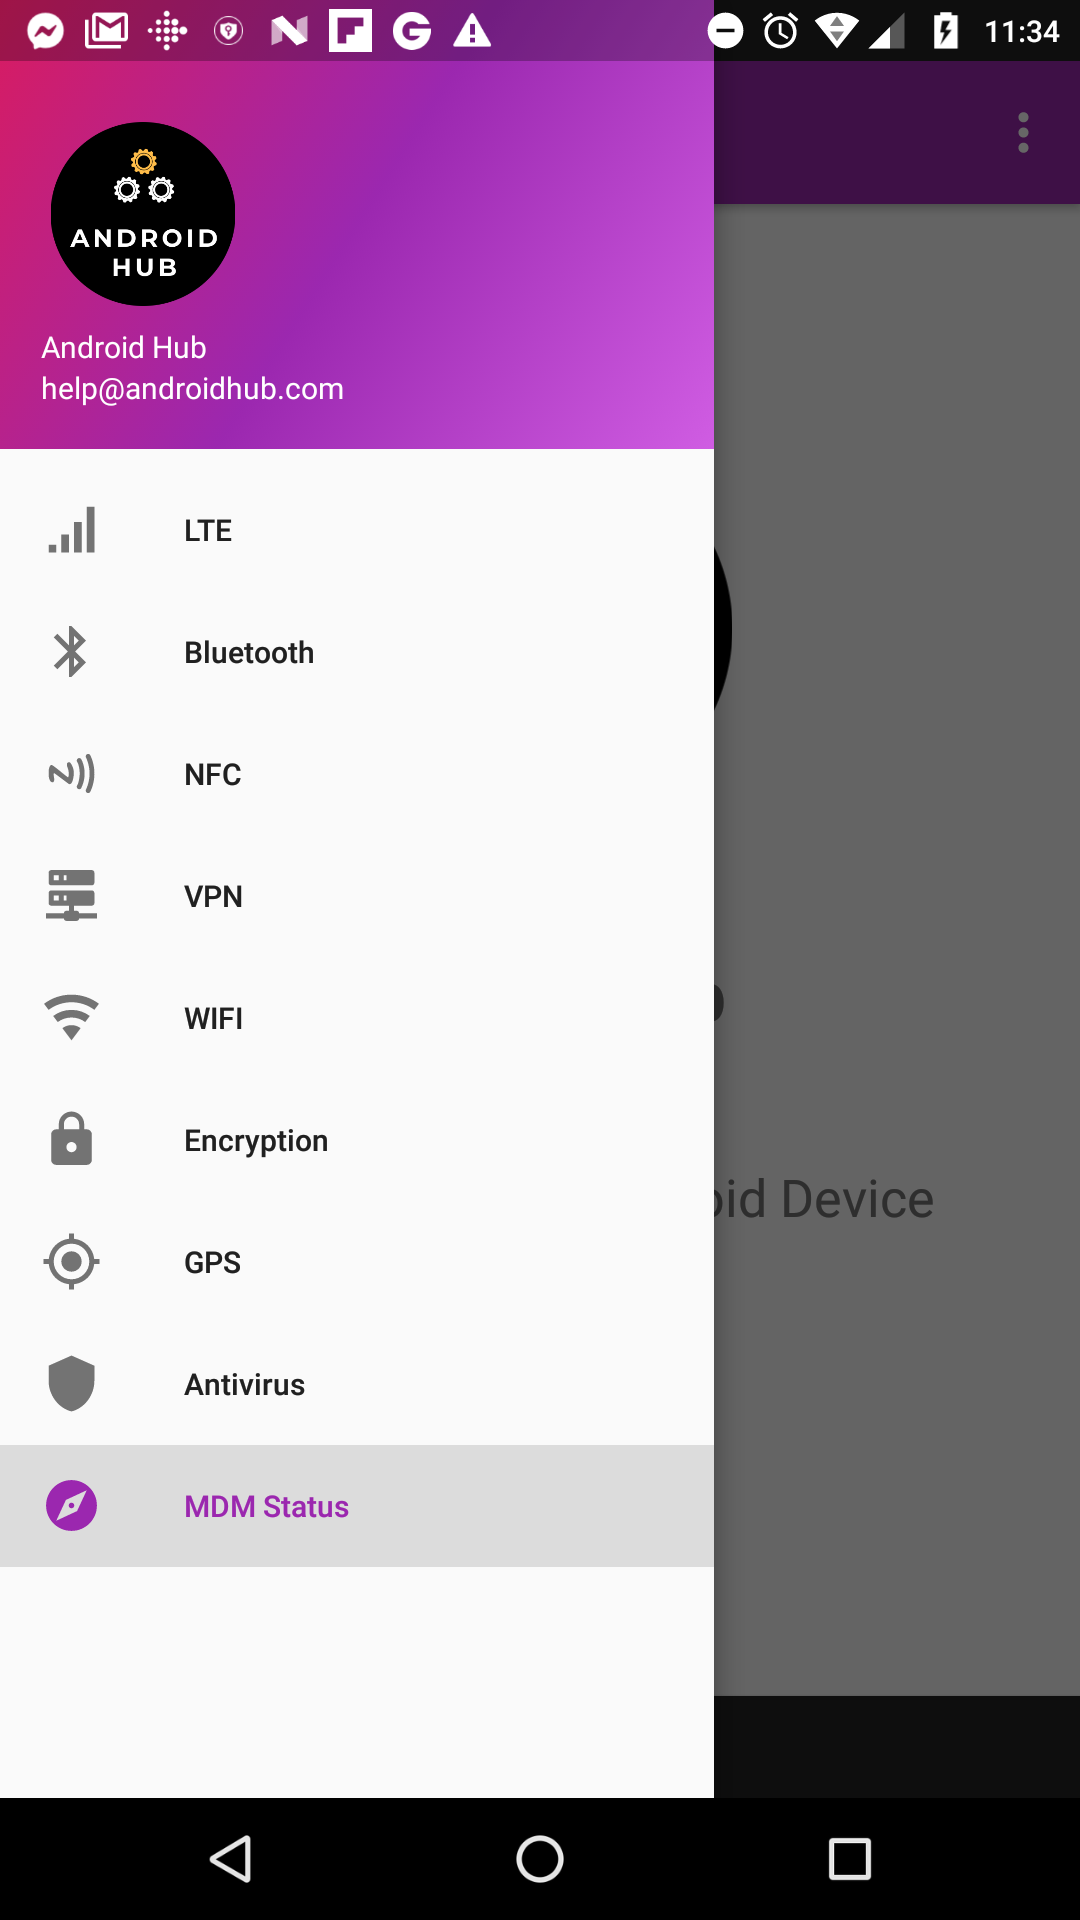 11:34
ANDROID
HUB
Android Hub
help@androidhub.com
LTE
Bluetooth
NFC
VPN
WIFI
Encryption
Device
GPS
Antivirus
MDM Status